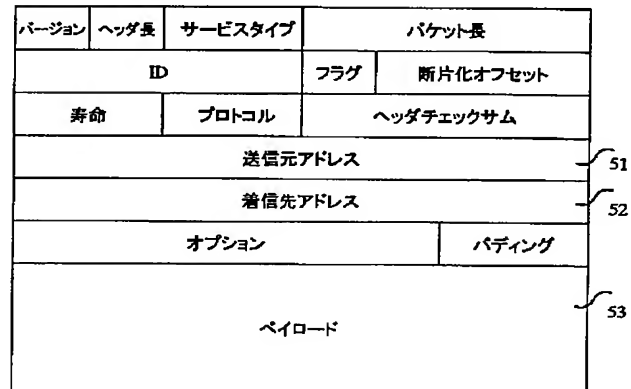 バージョン ヘッダ長 サービスタイプ パケット長
ID フラグ 断片化オフセット
寿命 プロトコル ヘッダチェックサム
送信元アドレス 51
着信先アドレス 52
オプション パディング
ペイロード 53